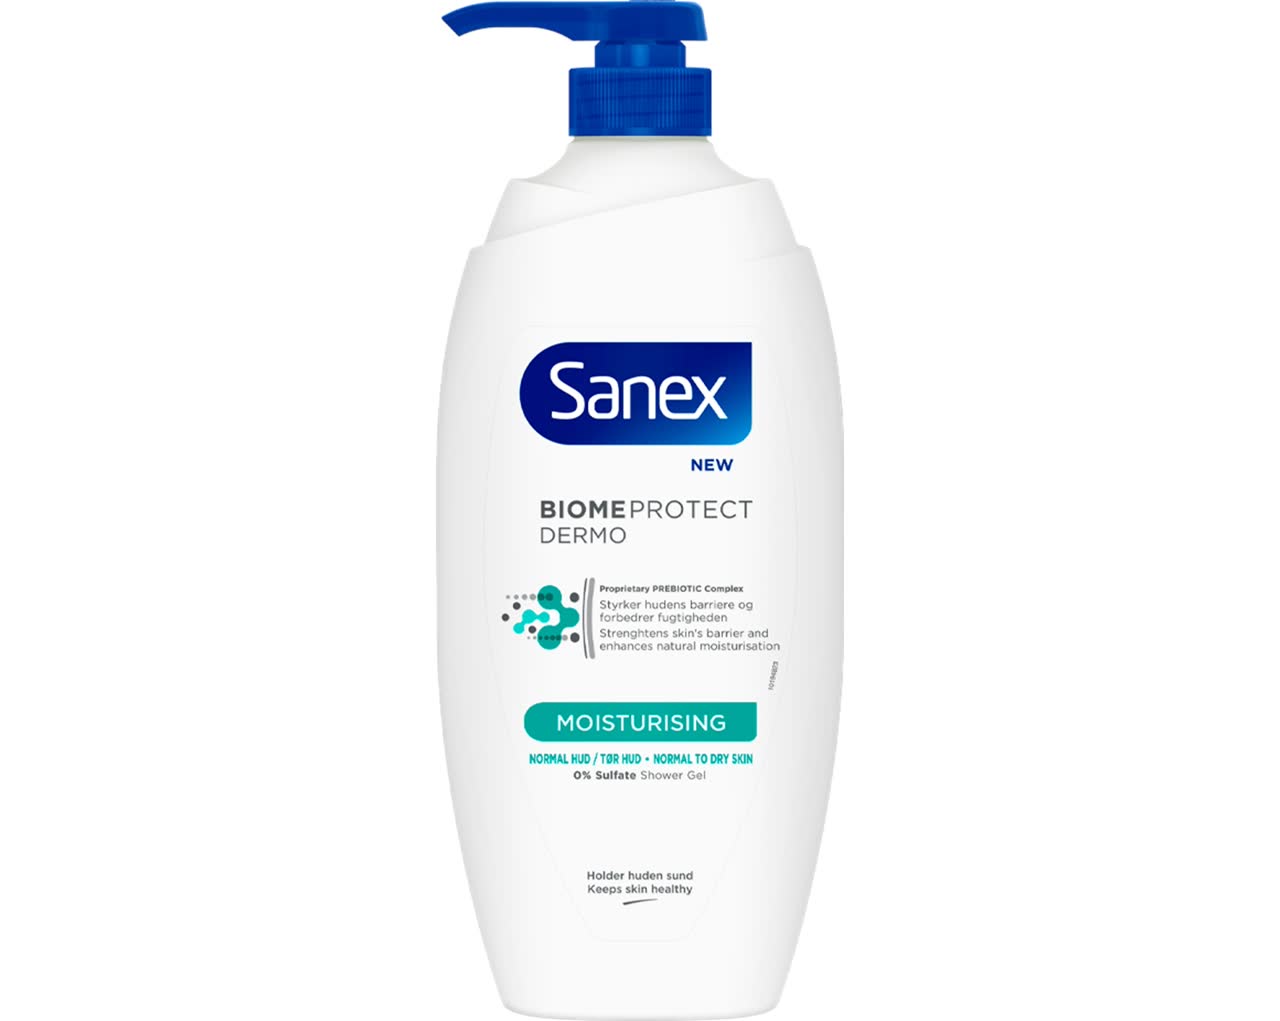 Sanex
NEW
BIOMEPROTECT
DERMO
Proprietary PREBIOTIC Complex
Styrker hudens barriere og
forbedrer fugtigheden
Strenghtens skin's barrier and
enhances natural moisturisation
MOISTURISING
NORMAL HUD / TØR HUD • NORMAL TO DRY SKIN
0% Sulfate Shower Gel
Holder huden sund
Keeps skin healthy